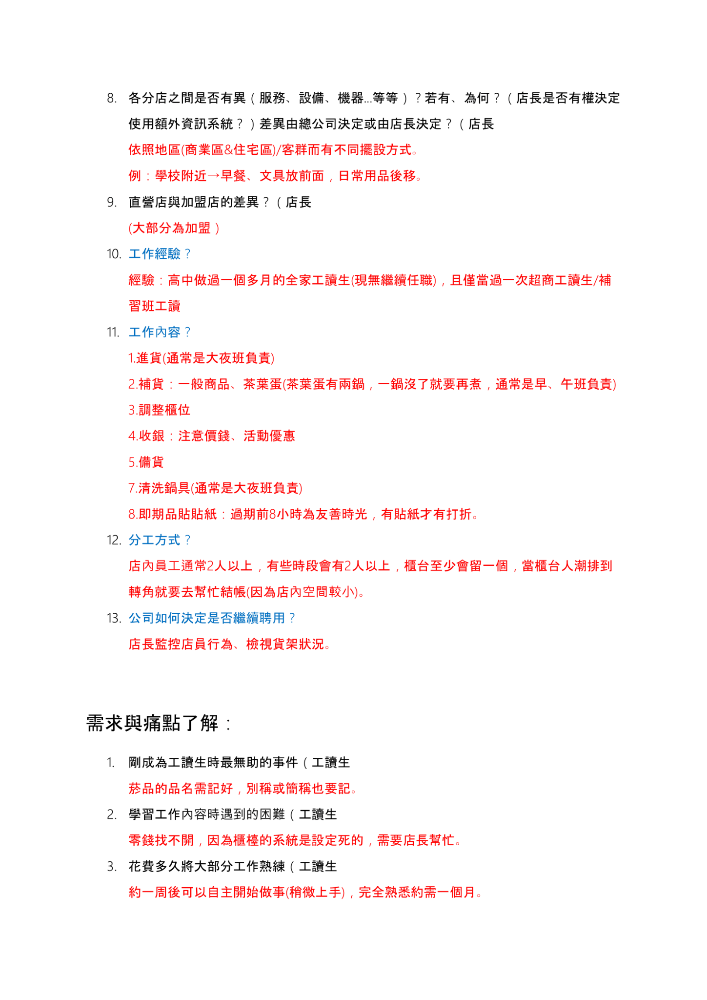 8. 各分店之間是否有異（服務、設備、機器...等等）？若有、為何？（店長是否有權決定
使用額外資訊系統？）差異由總公司決定或由店長決定？（店長
依照地區(商業區&住宅區)/客群而有不同擺設方式。
例：學校附近→早餐、文具放前面，日常用品後移。
9. 直營店與加盟店的差異？（店長
(大部分為加盟）
10. 工作經驗？
經驗：高中做過一個多月的全家工讀生(現無繼續任職)，且僅當過一次超商工讀生/補
習班工讀
11. 工作內容？
1.進貨(通常是大夜班負責)
2.補貨：一般商品、茶葉蛋(茶葉蛋有兩鍋，一鍋沒了就要再煮，通常是早、午班負責)
3.調整櫃位
4.收銀：注意價錢、活動優惠
5.備貨
7.清洗鍋具(通常是大夜班負責)
8.即期品貼貼紙：過期前8小時為友善時光，有貼紙才有打折。
12. 分工方式？
店內員工通常2人以上，有些時段會有2人以上，櫃台至少會留一個，當櫃台人潮排到
轉角就要去幫忙結帳(因為店內空間較小)。
13. 公司如何決定是否繼續聘用？
店長監控店員行為、檢視貨架狀況。
需求與痛點了解：
1. 剛成為工讀生時最無助的事件（工讀生
菸品的品名需記好，別稱或簡稱也要記。
2. 學習工作內容時遇到的困難（工讀生
零錢找不開，因為櫃檯的系統是設定死的，需要店長幫忙。
3. 花費多久將大部分工作熟練（工讀生
約一周後可以自主開始做事(稍微上手)，完全熟悉約需一個月。